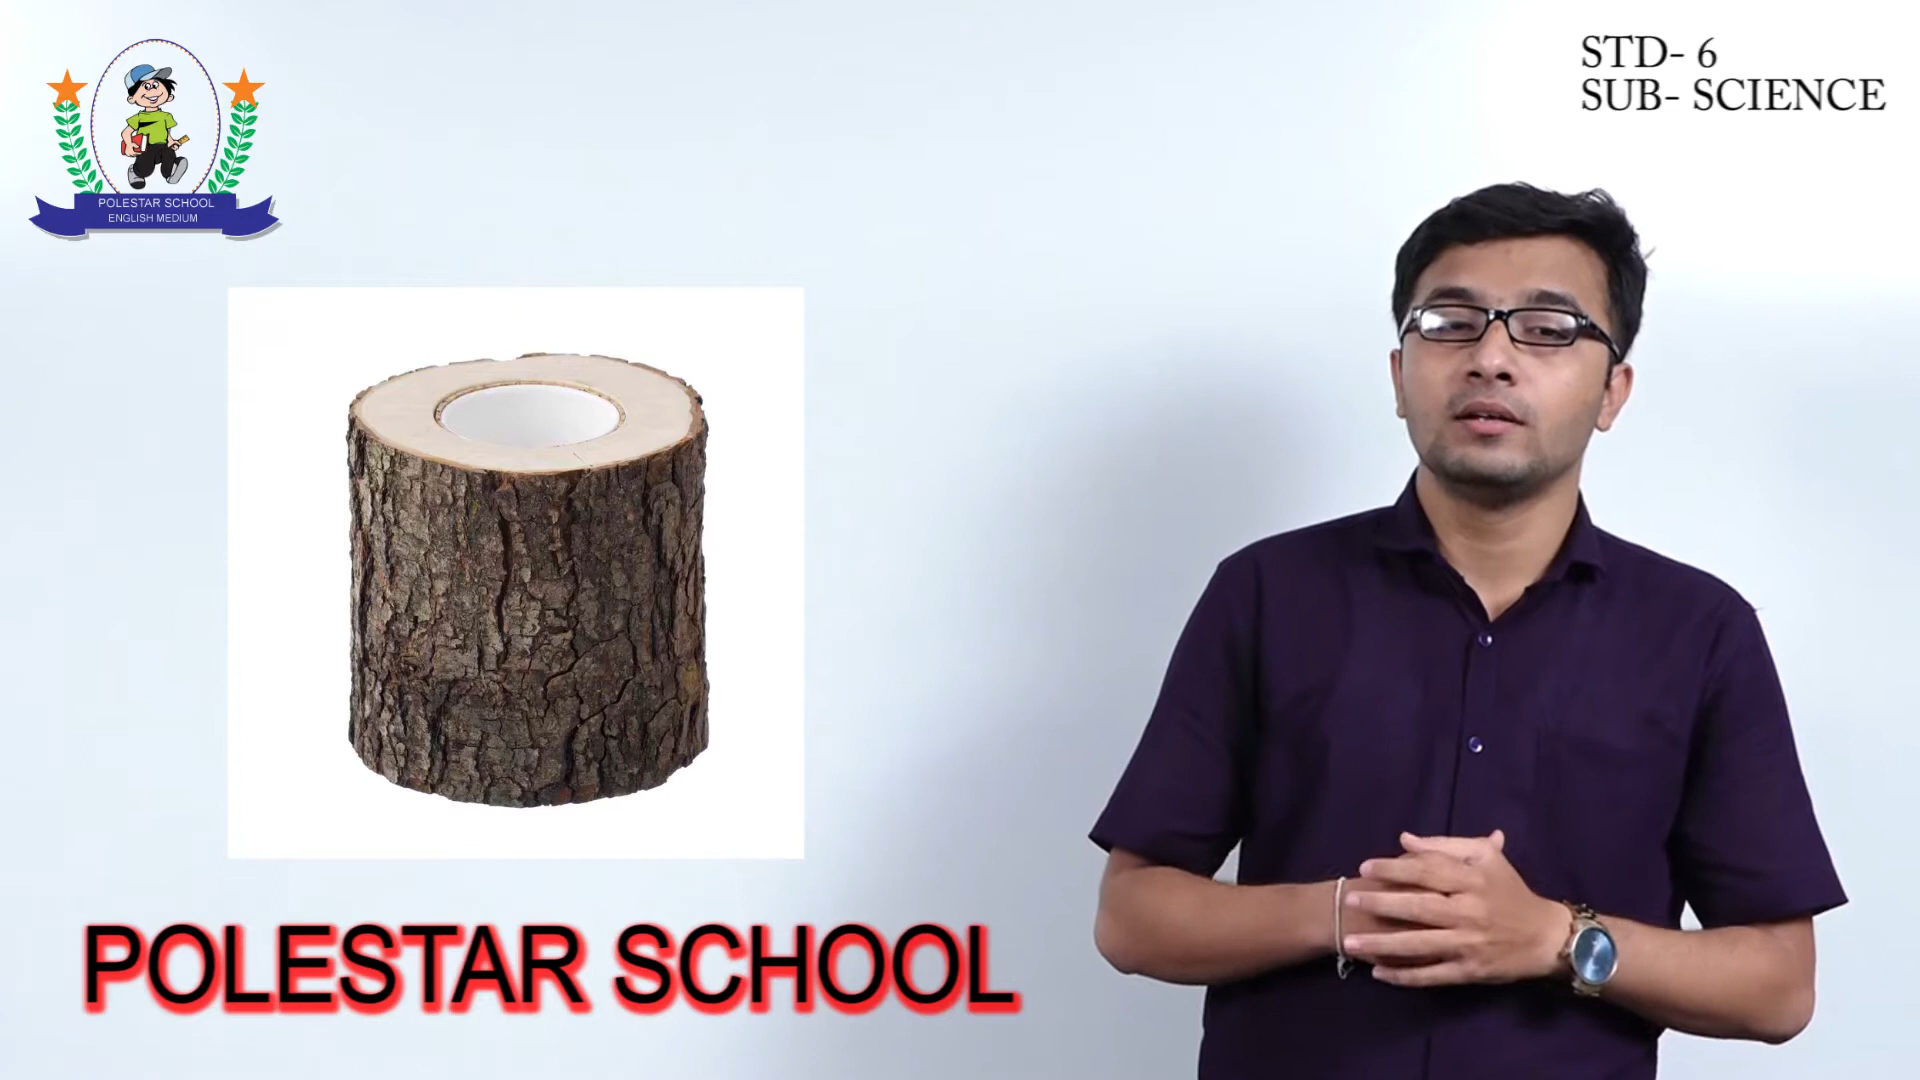 POLESTAR SCHOOL
ENGLISH MEDIUM
STD- 6
SUB- SCIENCE
POLESTAR SCHOOL